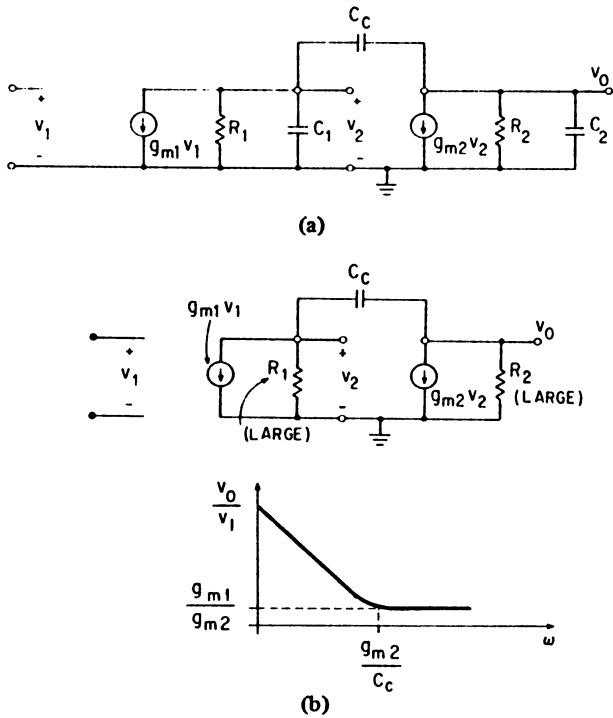 C_c
v_o
+
v_1
-
g_m1 v_1
R_1
C_1
+
v_2
-
g_m2 v_2
R_2
C_2
(a)
C_c
g_m1 v_1
v_o
+
v_1
-
R_1
(LARGE)
+
v_2
-
g_m2 v_2
R_2
(LARGE)
v_o
v_1
g_m1
g_m2
ω
g_m2
C_c
(b)